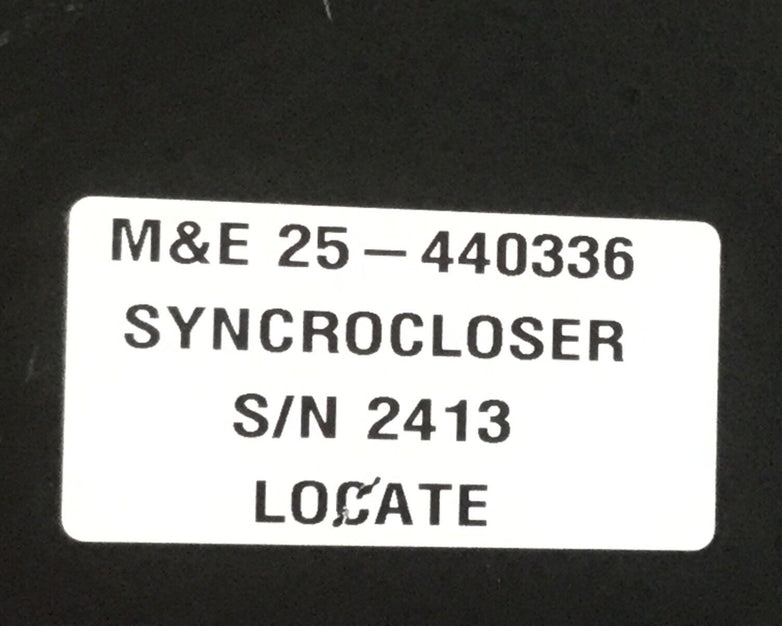 M&E 25-440336
SYNCROCLOSER
S/N 2413
LOCATE